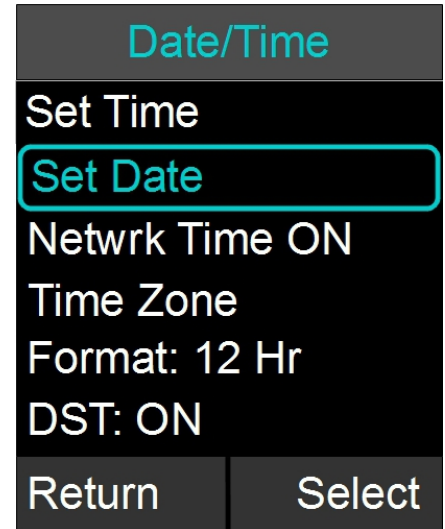 Date/Time
Set Time
Set Date
Netwrk Time ON
Time Zone
Format: 12 Hr
DST: ON
Return Select